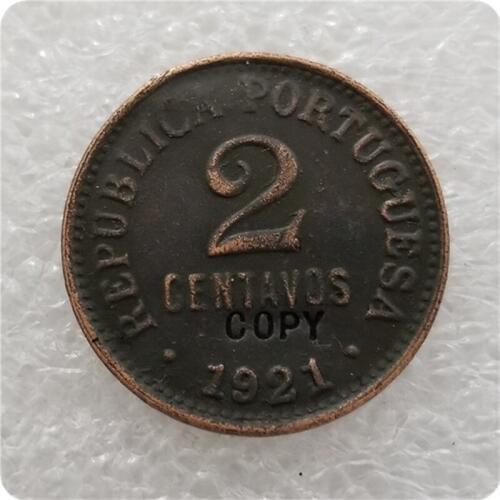 REPUBLICA PORTUGUESA
2
CENTAVOS
COPY
• 1921 •